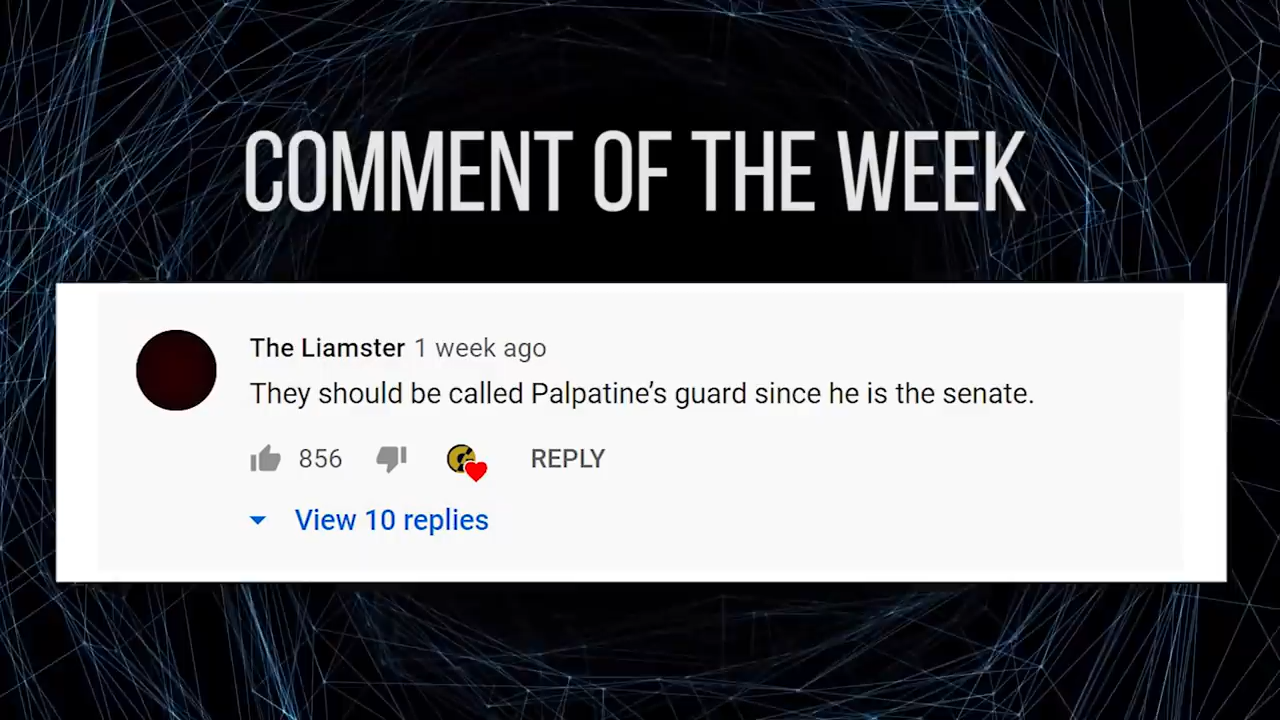 COMMENT OF THE WEEK
The Liamster 1 week ago
They should be called Palpatine’s guard since he is the senate.
856 REPLY
View 10 replies